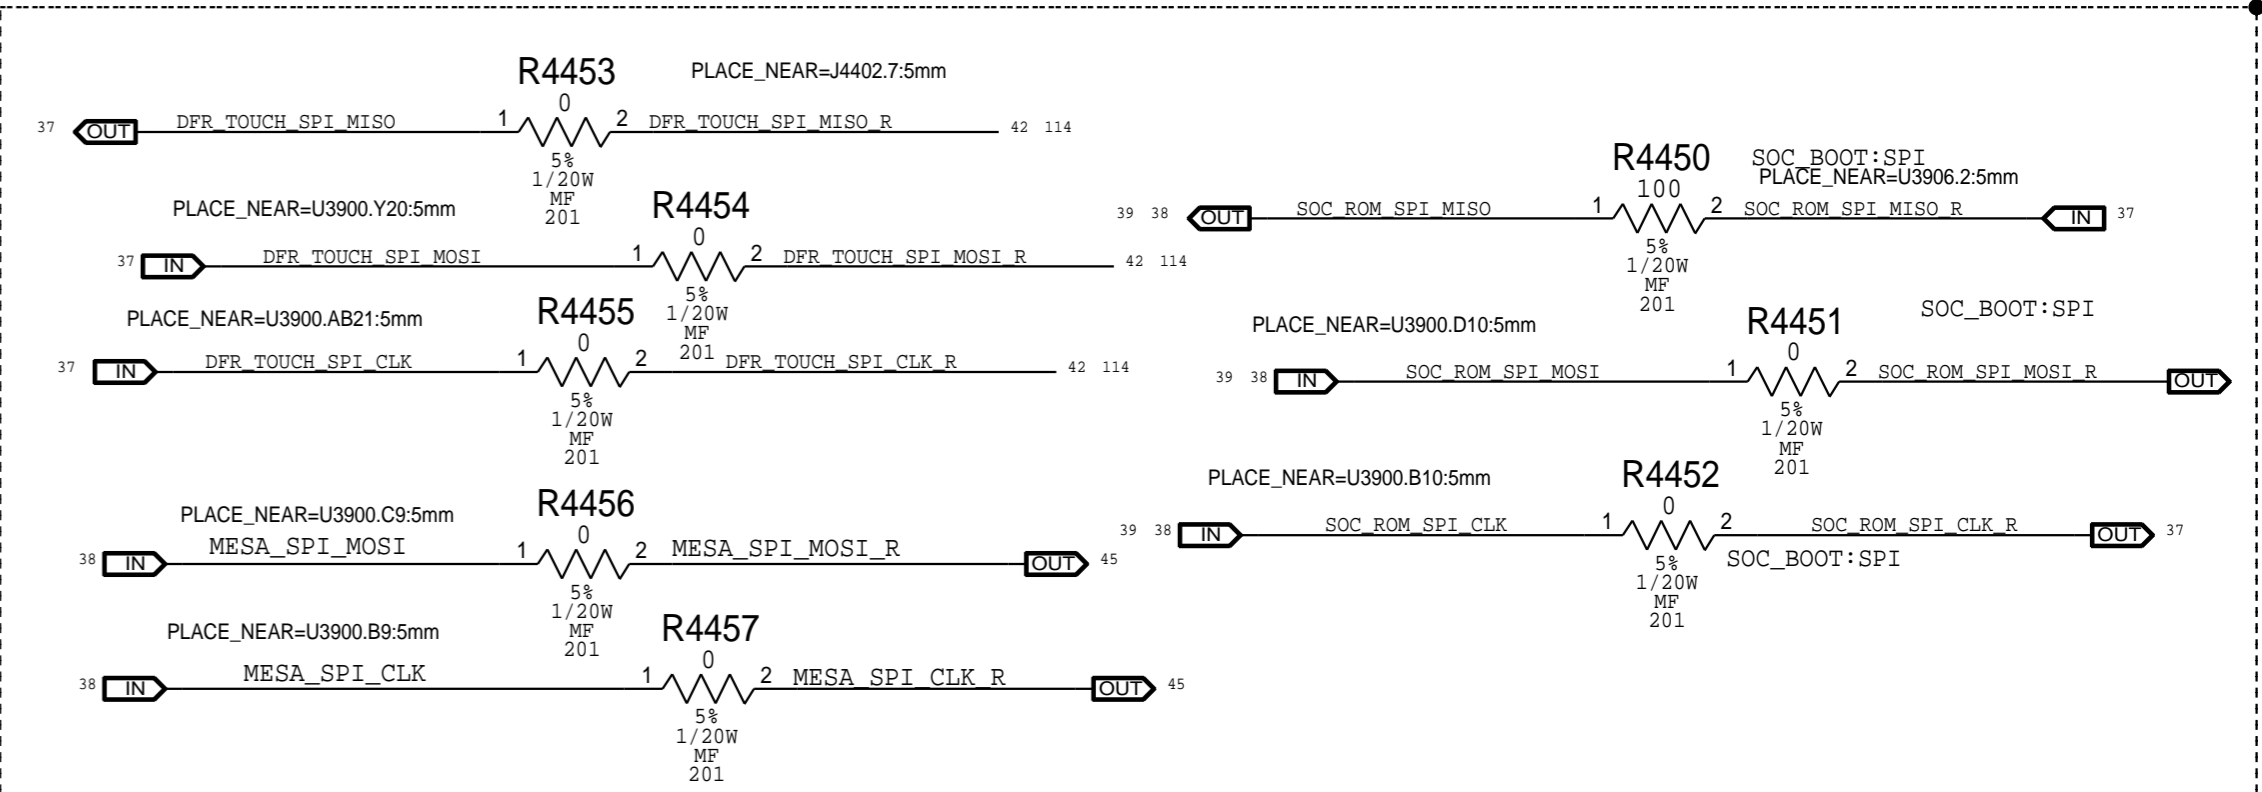 R4453
PLACE_NEAR=J4402.7:5mm
0
37 OUT DFR_TOUCH_SPI_MISO 1 2 DFR_TOUCH_SPI_MISO_R 42 114
5%
1/20W
MF
201
PLACE_NEAR=U3900.Y20:5mm
R4454
0
37 IN DFR_TOUCH_SPI_MOSI 1 2 DFR_TOUCH_SPI_MOSI_R 42 114
5%
1/20W
MF
201
PLACE_NEAR=U3900.AB21:5mm
R4455
0
37 IN DFR_TOUCH_SPI_CLK 1 2 DFR_TOUCH_SPI_CLK_R 42 114
5%
1/20W
MF
201
PLACE_NEAR=U3900.C9:5mm
R4456
0
38 IN MESA_SPI_MOSI 1 2 MESA_SPI_MOSI_R OUT 45
5%
1/20W
MF
201
PLACE_NEAR=U3900.B9:5mm
R4457
0
38 IN MESA_SPI_CLK 1 2 MESA_SPI_CLK_R OUT 45
5%
1/20W
MF
201
R4450
SOC_BOOT:SPI
PLACE_NEAR=U3906.2:5mm
100
39 38 OUT SOC_ROM_SPI_MISO 1 2 SOC_ROM_SPI_MISO_R IN 37
5%
1/20W
MF
201
SOC_BOOT:SPI
PLACE_NEAR=U3900.D10:5mm
R4451
0
39 38 IN SOC_ROM_SPI_MOSI 1 2 SOC_ROM_SPI_MOSI_R OUT
5%
1/20W
MF
201
PLACE_NEAR=U3900.B10:5mm
R4452
0
39 38 IN SOC_ROM_SPI_CLK 1 2 SOC_ROM_SPI_CLK_R OUT 37
SOC_BOOT:SPI
5%
1/20W
MF
201